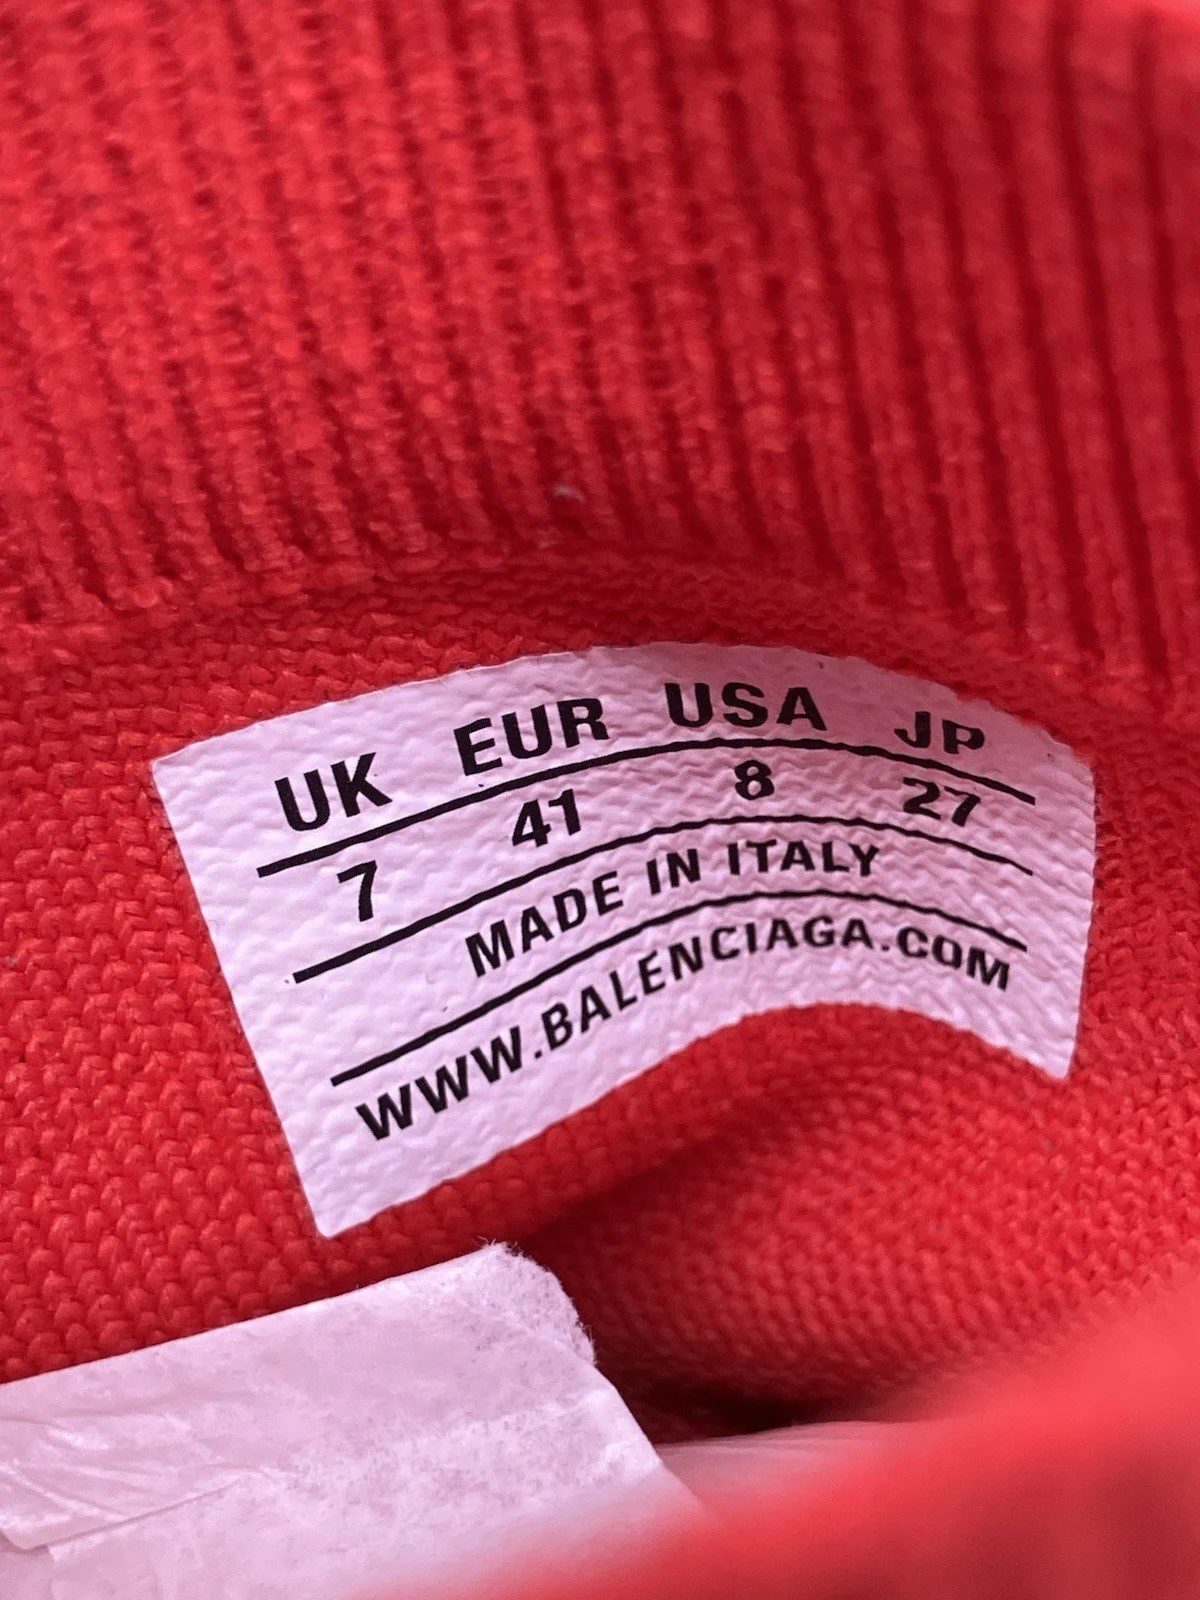 UK EUR USA JP
7 41 8 27
MADE IN ITALY
WWW.BALENCIAGA.COM